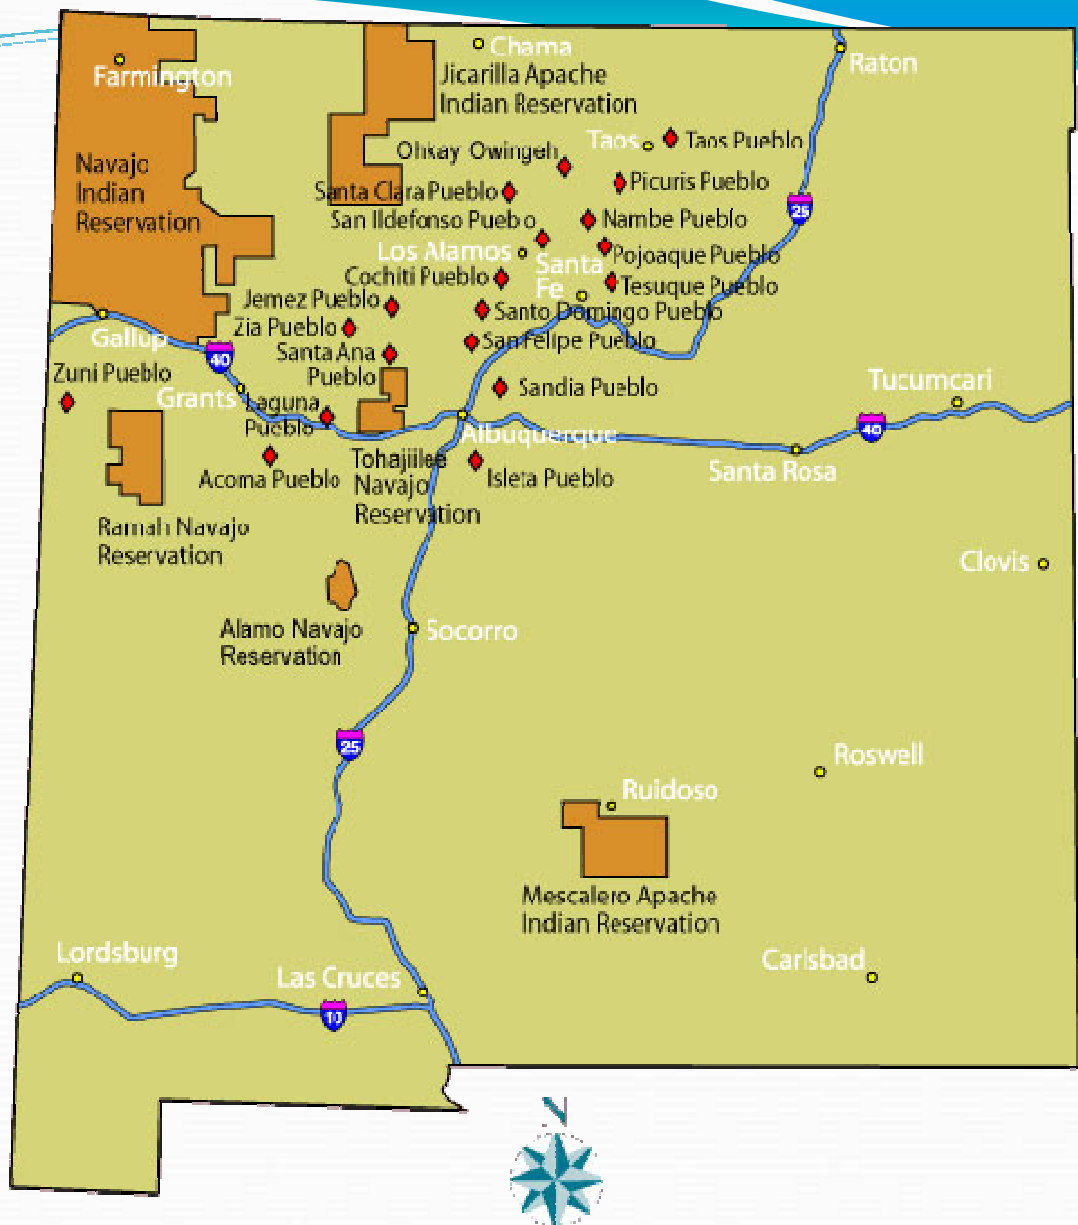 Chama
Raton
Farmington
Jicarilla Apache
Indian Reservation
Taos
Taos Pueblo
Ohkay Owingeh
Navajo
Indian
Reservation
Picuris Pueblo
Santa Clara Pueblo
25
San Ildefonso Pueblo
Nambe Pueblo
Los Alamos
Pojoaque Pueblo
Santa
Fe
Cochiti Pueblo
Tesuque Pueblo
Jemez Pueblo
Santo Domingo Pueblo
Zia Pueblo
Gallup
San Felipe Pueblo
40
Santa Ana
Pueblo
Zuni Pueblo
Sandia Pueblo
Tucumcari
Grants
Laguna
Pueblo
40
Albuquerque
Tohajiilee
Navajo
Reservation
Santa Rosa
Acoma Pueblo
Isleta Pueblo
Ramah Navajo
Reservation
Clovis
Alamo Navajo
Reservation
Socorro
25
Roswell
Ruidoso
Mescalero Apache
Indian Reservation
Lordsburg
Carlsbad
Las Cruces
10
N